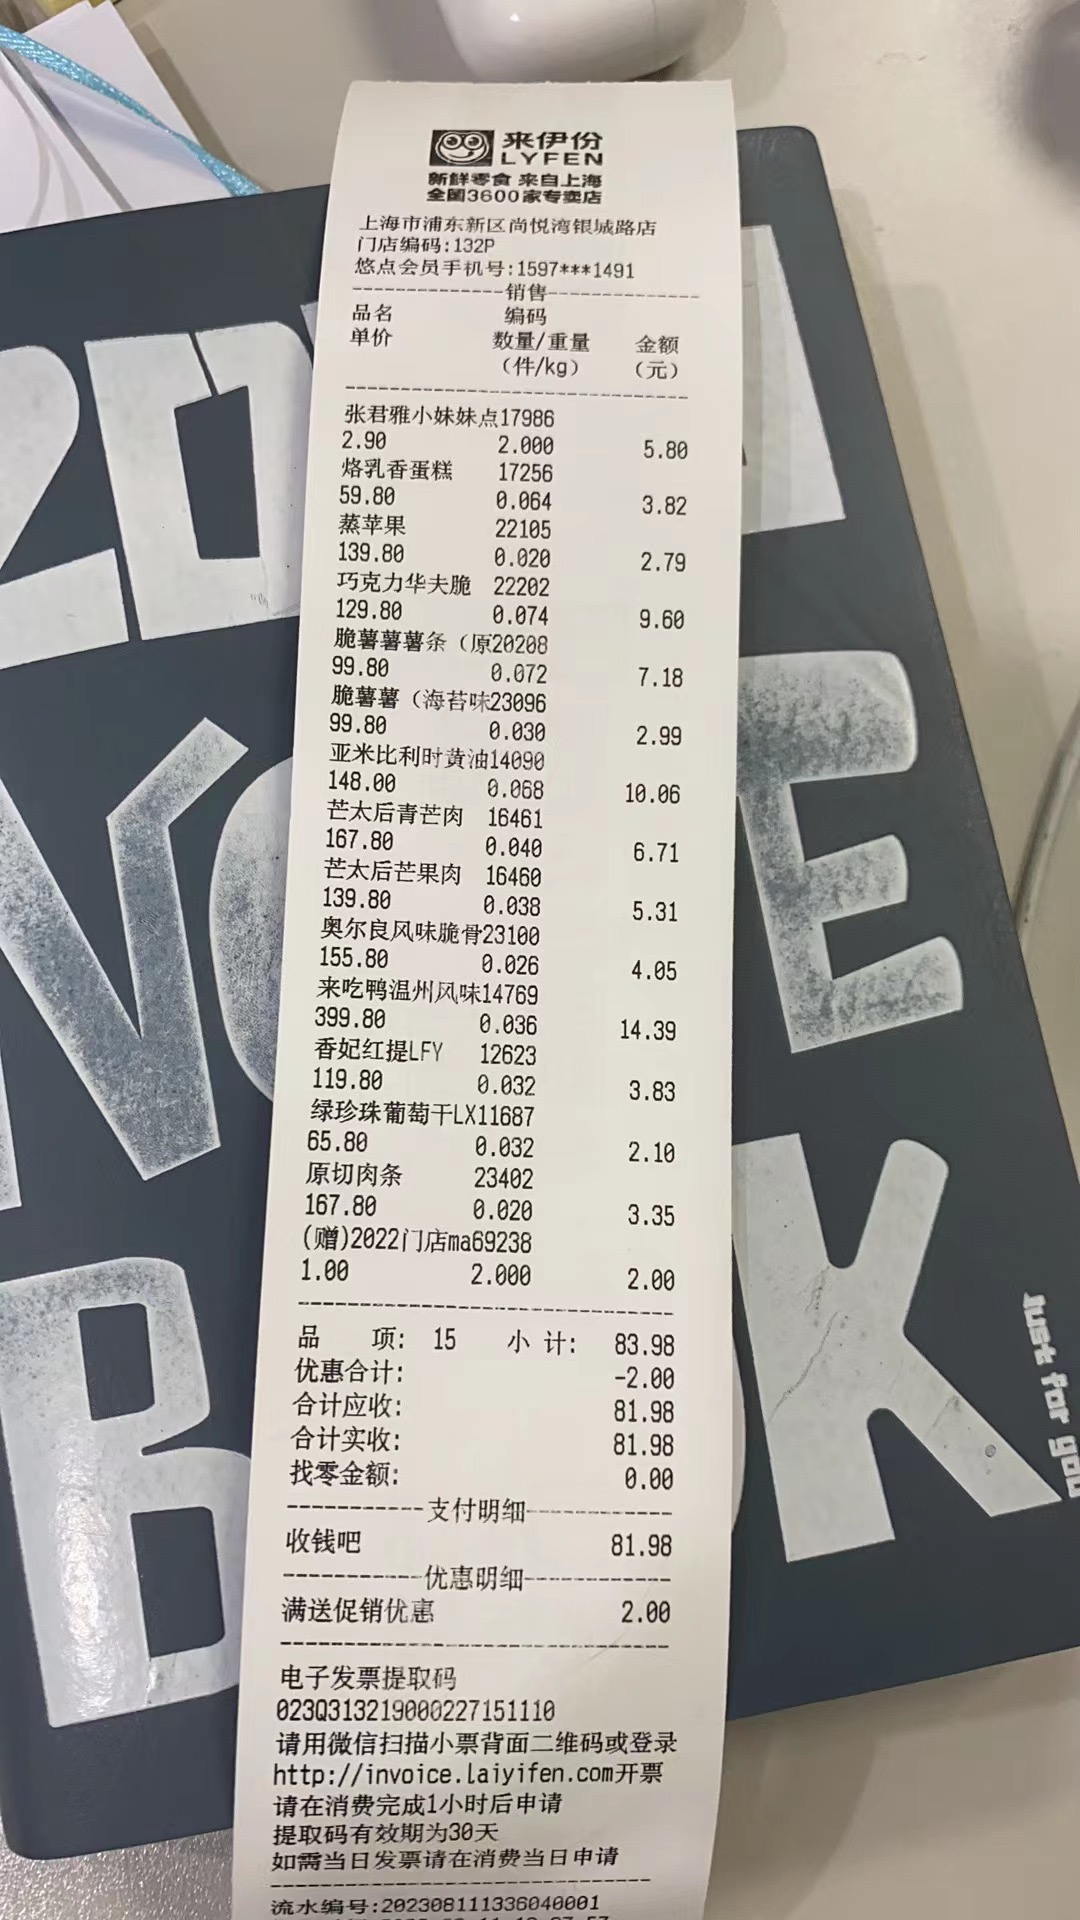 来伊份
LYFEN
新鲜零食 来自上海
全国3600家专卖店
上海市浦东新区尚悦湾银城路店
门店编码:132P
悠点会员手机号:1597***1491
销售
品名 编码
单价 数量/重量 金额
(件/kg) (元)
张君雅小妹妹点17986
2.90 2.000 5.80
烙乳香蛋糕 17256
59.80 0.064 3.82
蒸苹果 22105
139.80 0.020 2.79
巧克力华夫脆 22202
129.80 0.074 9.60
脆薯薯薯条（原20208
99.80 0.072 7.18
脆薯薯（海苔味23096
99.80 0.030 2.99
亚米比利时黄油14090
148.00 0.068 10.06
芒太后青芒肉 16461
167.80 0.040 6.71
芒太后芒果肉 16460
139.80 0.038 5.31
奥尔良风味脆骨23100
155.80 0.026 4.05
来吃鸭温州风味14769
399.80 0.036 14.39
香妃红提LFY 12623
119.80 0.032 3.83
绿珍珠葡萄干LX11687
65.80 0.032 2.10
原切肉条 23402
167.80 0.020 3.35
(赠)2022门店ma69238
1.00 2.000 2.00
品 项: 15 小 计: 83.98
优惠合计: -2.00
合计应收: 81.98
合计实收: 81.98
找零金额: 0.00
支付明细
收钱吧 81.98
优惠明细
满送促销优惠 2.00
电子发票提取码
023Q313219000227151110
请用微信扫描小票背面二维码或登录
http://invoice.laiyifen.com开票
请在消费完成1小时后申请
提取码有效期为30天
如需当日发票请在消费当日申请
流水编号:202308111336040001
Just for you